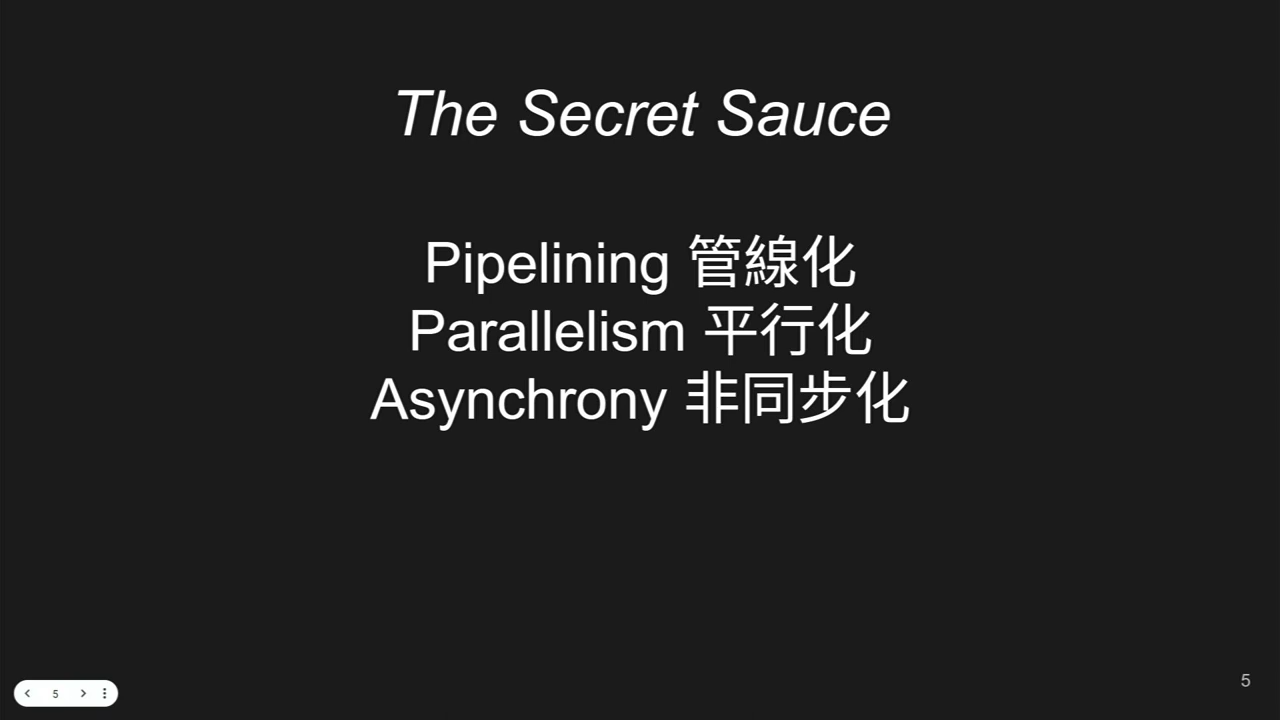 The Secret Sauce
Pipelining 管線化
Parallelism 平行化
Asynchrony 非同步化
5
5